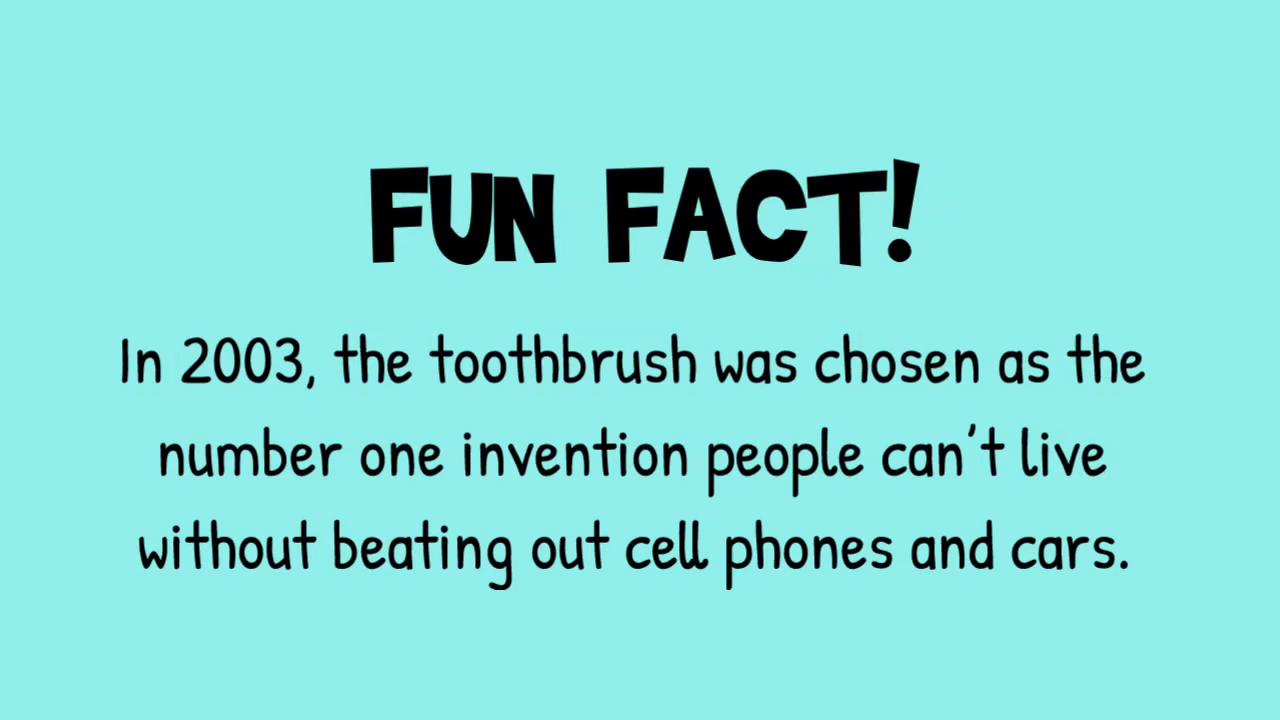 FUN FACT!
In 2003, the toothbrush was chosen as the
number one invention people can't live
without beating out cell phones and cars.